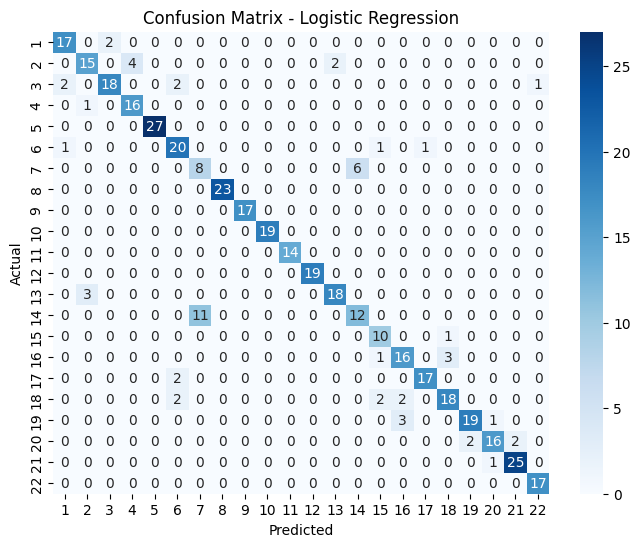 Confusion Matrix - Logistic Regression
1 17 0 2 0 0 0 0 0 0 0 0 0 0 0 0 0 0 0 0 0 0 0
2 0 15 0 4 0 0 0 0 0 0 0 0 2 0 0 0 0 0 0 0 0 0
3 2 0 18 0 0 2 0 0 0 0 0 0 0 0 0 0 0 0 0 0 0 1
4 0 1 0 16 0 0 0 0 0 0 0 0 0 0 0 0 0 0 0 0 0 0
5 0 0 0 0 27 0 0 0 0 0 0 0 0 0 0 0 0 0 0 0 0 0
6 1 0 0 0 0 20 0 0 0 0 0 0 0 0 1 0 1 0 0 0 0 0
7 0 0 0 0 0 0 8 0 0 0 0 0 0 6 0 0 0 0 0 0 0 0
8 0 0 0 0 0 0 0 23 0 0 0 0 0 0 0 0 0 0 0 0 0 0
9 0 0 0 0 0 0 0 0 17 0 0 0 0 0 0 0 0 0 0 0 0 0
10 0 0 0 0 0 0 0 0 0 19 0 0 0 0 0 0 0 0 0 0 0 0
11 0 0 0 0 0 0 0 0 0 0 14 0 0 0 0 0 0 0 0 0 0 0
12 0 0 0 0 0 0 0 0 0 0 0 19 0 0 0 0 0 0 0 0 0 0
13 0 3 0 0 0 0 0 0 0 0 0 0 18 0 0 0 0 0 0 0 0 0
14 0 0 0 0 0 0 11 0 0 0 0 0 0 12 0 0 0 0 0 0 0 0
15 0 0 0 0 0 0 0 0 0 0 0 0 0 0 10 0 0 1 0 0 0 0
16 0 0 0 0 0 0 0 0 0 0 0 0 0 0 1 16 0 3 0 0 0 0
17 0 0 0 0 0 2 0 0 0 0 0 0 0 0 0 0 17 0 0 0 0 0
18 0 0 0 0 0 2 0 0 0 0 0 0 0 0 2 2 0 18 0 0 0 0
19 0 0 0 0 0 0 0 0 0 0 0 0 0 0 0 3 0 0 19 1 0 0
20 0 0 0 0 0 0 0 0 0 0 0 0 0 0 0 0 0 0 2 16 2 0
21 0 0 0 0 0 0 0 0 0 0 0 0 0 0 0 0 0 0 0 1 25 0
22 0 0 0 0 0 0 0 0 0 0 0 0 0 0 0 0 0 0 0 0 0 17
1 2 3 4 5 6 7 8 9 10 11 12 13 14 15 16 17 18 19 20 21 22
Predicted
Actual
25
20
15
10
5
0